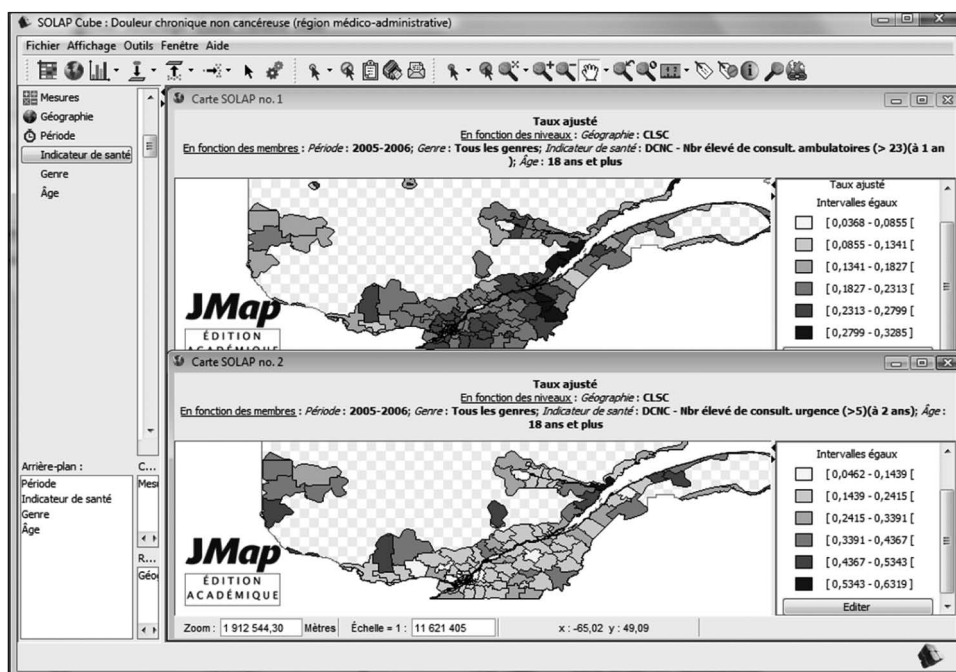 SOLAP Cube : Douleur chronique non cancéreuse (région médico-administrative)
Fichier Affichage Outils Fenêtre Aide
Mesures
Géographie
Période
Indicateur de santé
Genre
Âge
Carte SOLAP no. 1
Taux ajusté
En fonction des niveaux : Géographie : CLSC
En fonction des membres : Période : 2005-2006; Genre : Tous les genres; Indicateur de santé : DCNC - Nbr élevé de consult. ambulatoires (> 23)(à 1 an
); Âge : 18 ans et plus
JMap
ÉDITION
ACADÉMIQUE
Taux ajusté
Intervalles égaux
[ 0,0368 - 0,0855 [
[ 0,0855 - 0,1341 [
[ 0,1341 - 0,1827 [
[ 0,1827 - 0,2313 [
[ 0,2313 - 0,2799 [
[ 0,2799 - 0,3285 [
Carte SOLAP no. 2
Taux ajusté
En fonction des niveaux : Géographie : CLSC
En fonction des membres : Période : 2005-2006; Genre : Tous les genres; Indicateur de santé : DCNC - Nbr élevé de consult. urgence (>5)(à 2 ans); Âge :
18 ans et plus
JMap
ÉDITION
ACADÉMIQUE
Intervalles égaux
[ 0,0462 - 0,1439 [
[ 0,1439 - 0,2415 [
[ 0,2415 - 0,3391 [
[ 0,3391 - 0,4367 [
[ 0,4367 - 0,5343 [
[ 0,5343 - 0,6319 [
Editer
Arrière-plan :
Période
Indicateur de santé
Genre
Âge
C...
Mesu
R...
Géog
Zoom : 1 912 544,30 Mètres Échelle = 1 : 11 621 405 x : -65,02 y : 49,09